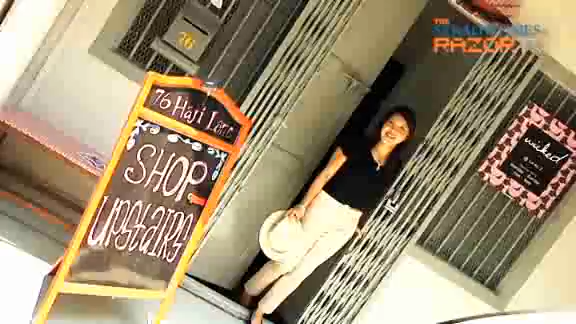 THE
STRAITS TIMES
RAZOR
76
76 Haji Lane
SHOP
UPStAiRS
wicked